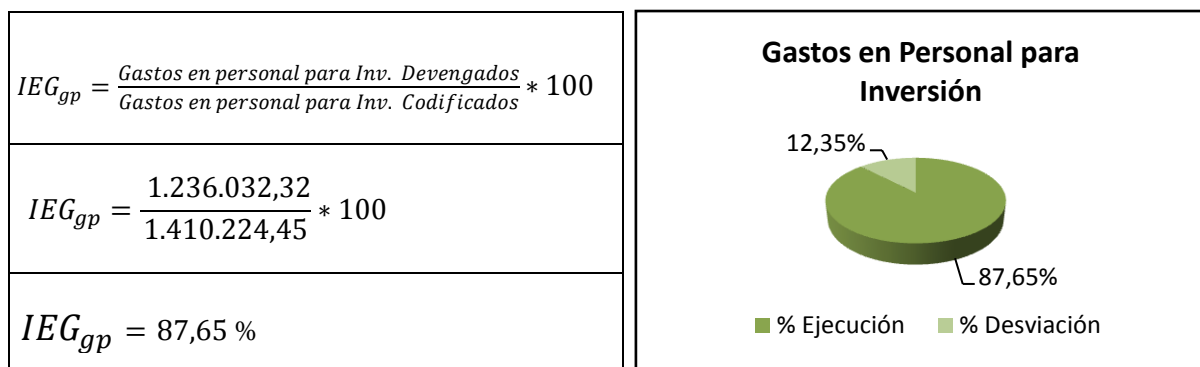 IEG_gp = Gastos en personal para Inv. Devengados / Gastos en personal para Inv. Codificados * 100
IEG_gp = 1.236.032,32 / 1.410.224,45 * 100
IEG_gp = 87,65 %
Gastos en Personal para
Inversión
12,35%
87,65%
% Ejecución % Desviación